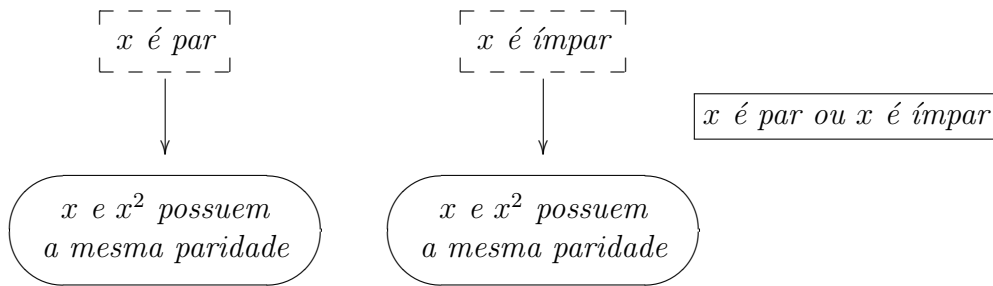 x é par
x é ímpar
x é par ou x é ímpar
x e x² possuem
a mesma paridade
x e x² possuem
a mesma paridade